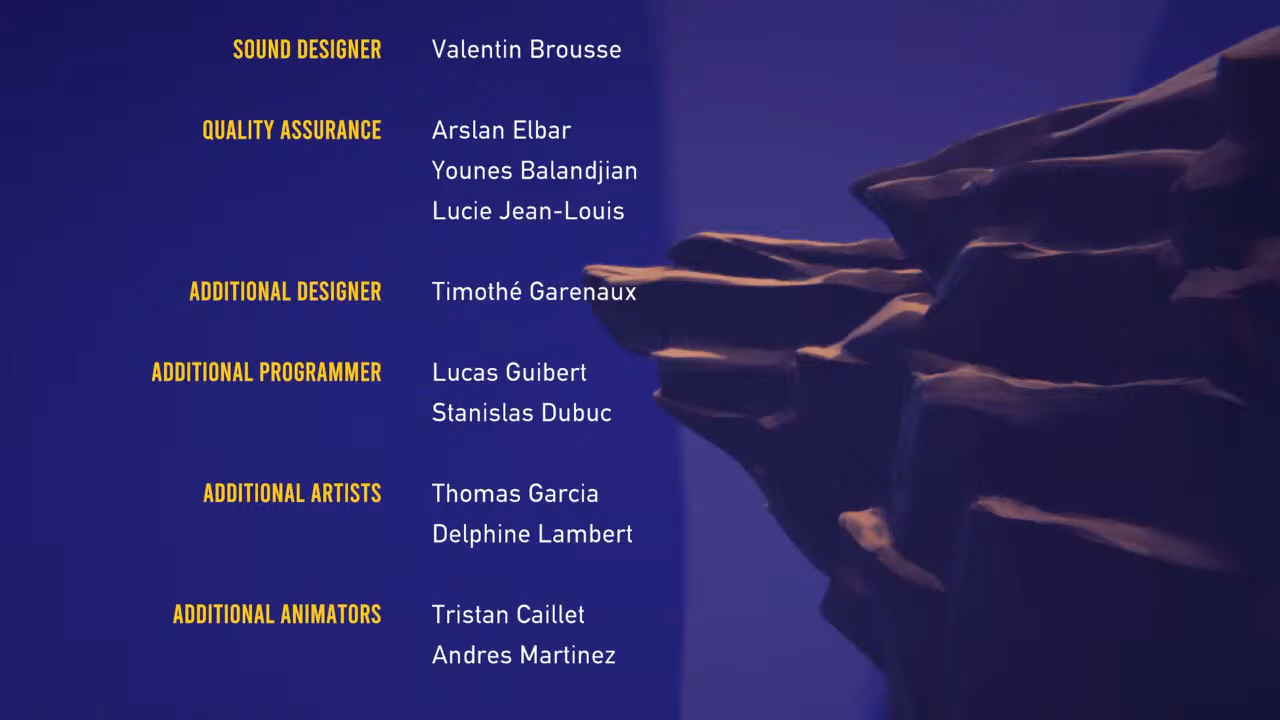 SOUND DESIGNER Valentin Brousse
QUALITY ASSURANCE Arslan Elbar
Younes Balandjian
Lucie Jean-Louis
ADDITIONAL DESIGNER Timothé Garenaux
ADDITIONAL PROGRAMMER Lucas Guibert
Stanislas Dubuc
ADDITIONAL ARTISTS Thomas Garcia
Delphine Lambert
ADDITIONAL ANIMATORS Tristan Caillet
Andres Martinez